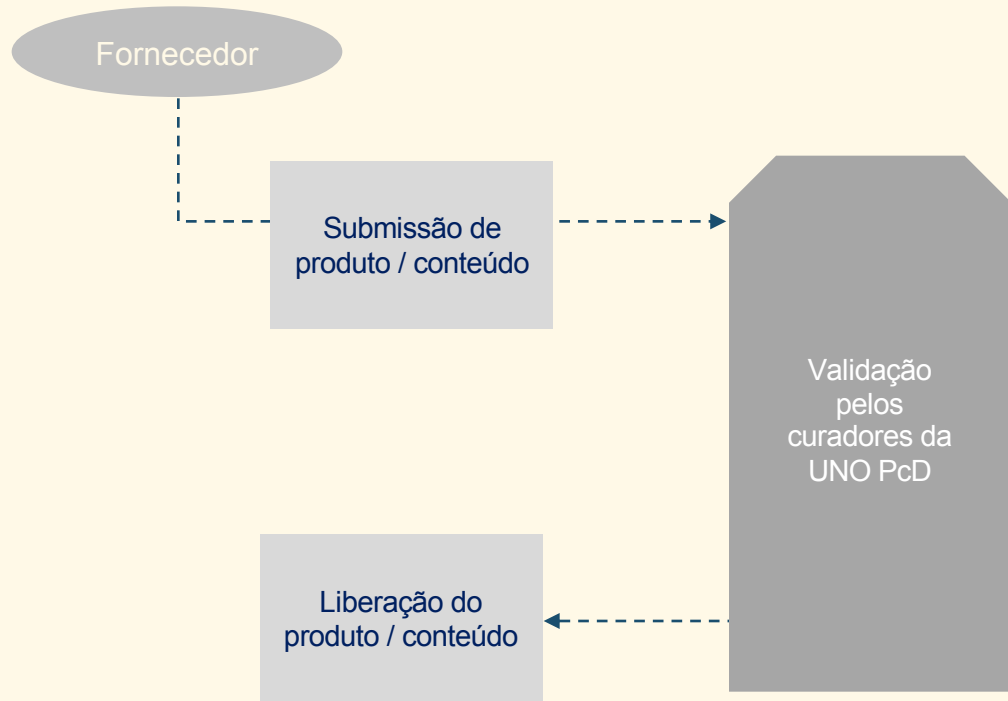 Fornecedor
Submissão de
produto / conteúdo
Validação
pelos
curadores da
UNO PcD
Liberação do
produto / conteúdo